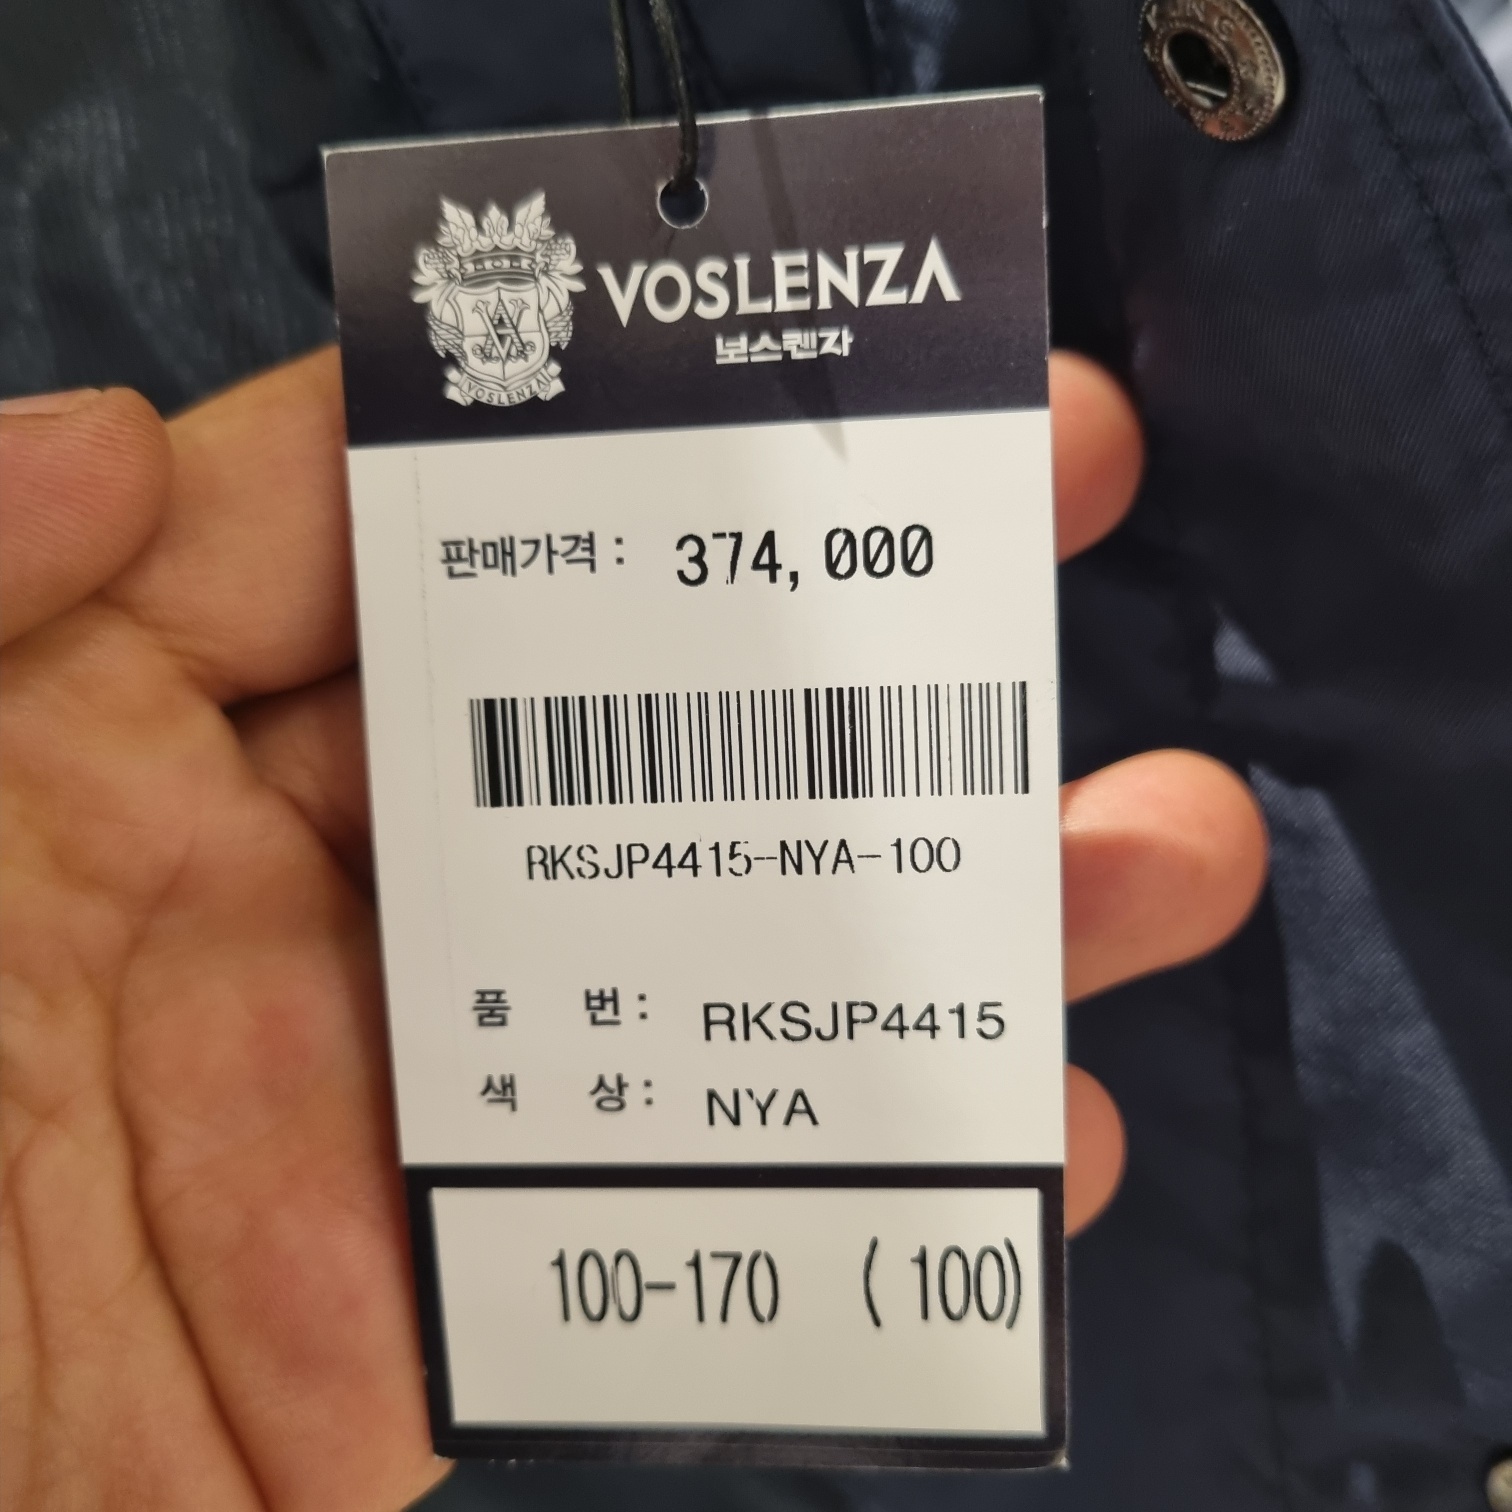 VOSLENZA
보스렌자
VOSLENZA
판매가격 : 374,000
RKSJP4415-NYA-100
품 번 : RKSJP4415
색 상 : NYA
100-170 ( 100)